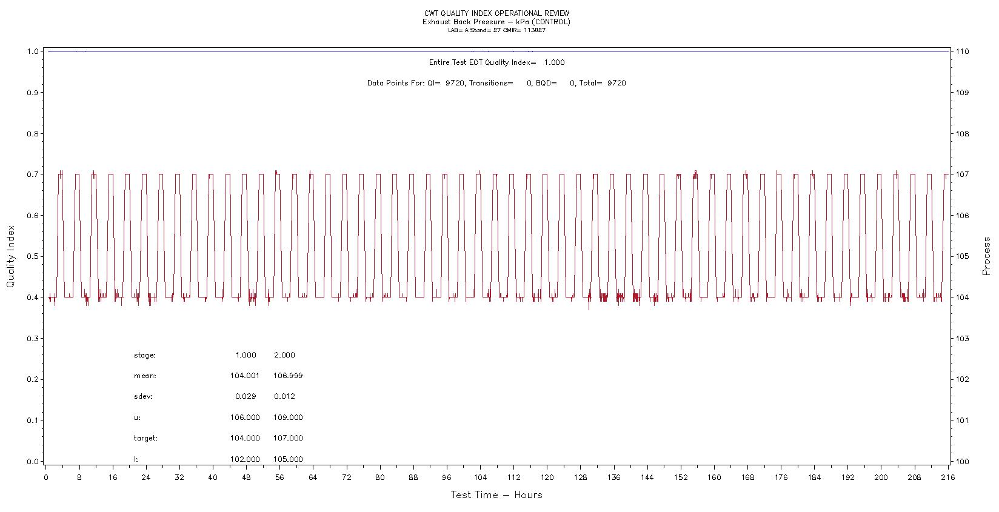 CWT QUALITY INDEX OPERATIONAL REVIEW
Exhaust Back Pressure – kPa (CONTROL)
LAB= A Stand= 27 CMIR= 113827
Entire Test EOT Quality Index= 1.000
Data Points For: QI= 9720, Transitions= 0, BQD= 0, Total= 9720
1.0
0.9
0.8
0.7
0.6
0.5
0.4
0.3
0.2
0.1
0.0
Quality Index
110
109
108
107
106
105
104
103
102
101
100
Process
stage: 1.000 2.000
mean: 104.001 106.999
sdev: 0.029 0.012
u: 106.000 109.000
target: 104.000 107.000
l: 102.000 105.000
0 8 16 24 32 40 48 56 64 72 80 88 96 104 112 120 128 136 144 152 160 168 176 184 192 200 208 216
Test Time – Hours